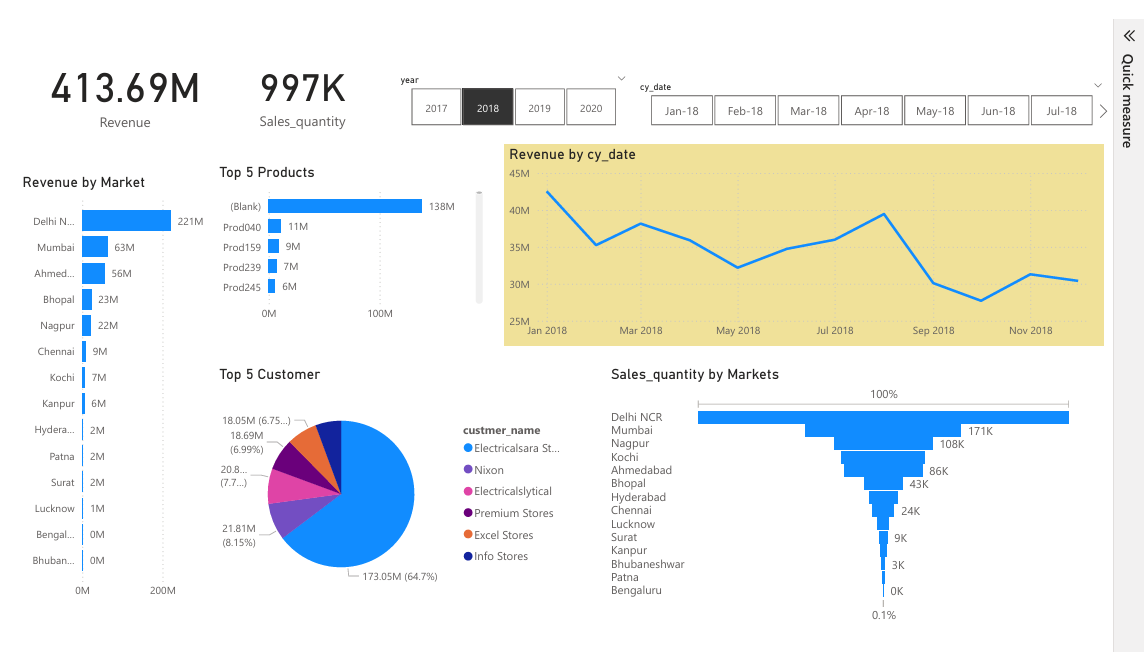 413.69M
Revenue
997K
Sales_quantity
year
2017
2018
2019
2020
cy_date
Jan-18
Feb-18
Mar-18
Apr-18
May-18
Jun-18
Jul-18
Quick measure
Revenue by Market
Delhi N... 221M
Mumbai 63M
Ahmed... 56M
Bhopal 23M
Nagpur 22M
Chennai 9M
Kochi 7M
Kanpur 6M
Hydera... 2M
Patna 2M
Surat 2M
Lucknow 1M
Bengal... 0M
Bhuban... 0M
0M 200M
Top 5 Products
(Blank) 138M
Prod040 11M
Prod159 9M
Prod239 7M
Prod245 6M
0M 100M
Revenue by cy_date
45M
40M
35M
30M
25M
Jan 2018 Mar 2018 May 2018 Jul 2018 Sep 2018 Nov 2018
Top 5 Customer
18.05M (6.75...)
18.69M
(6.99%)
20.8...
(7.7...)
21.81M
(8.15%)
173.05M (64.7%)
custmer_name
Electricalsara St...
Nixon
Electricalslytical
Premium Stores
Excel Stores
Info Stores
Sales_quantity by Markets
100%
Delhi NCR
Mumbai 171K
Nagpur 108K
Kochi
Ahmedabad 86K
Bhopal 43K
Hyderabad
Chennai 24K
Lucknow
Surat 9K
Kanpur
Bhubaneshwar 3K
Patna
Bengaluru 0K
0.1%